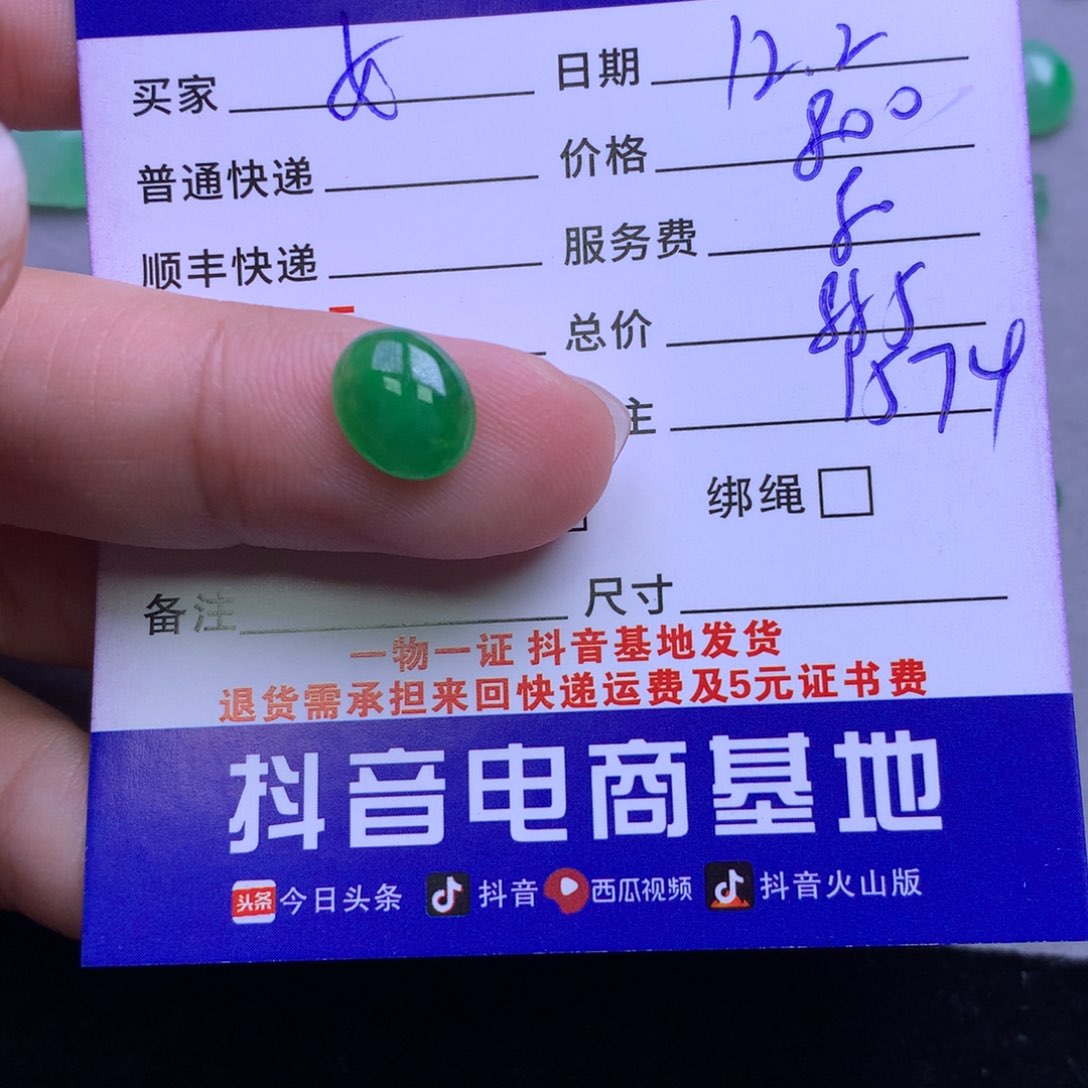 买家 日期 12.2
普通快递 价格 800
顺丰快递 服务费
总价
主 1574
绑绳
备注 尺寸
一物一证 抖音基地发货
退货需承担来回快递运费及5元证书费
抖音电商基地
头条 今日头条 抖音 西瓜视频 抖音火山版